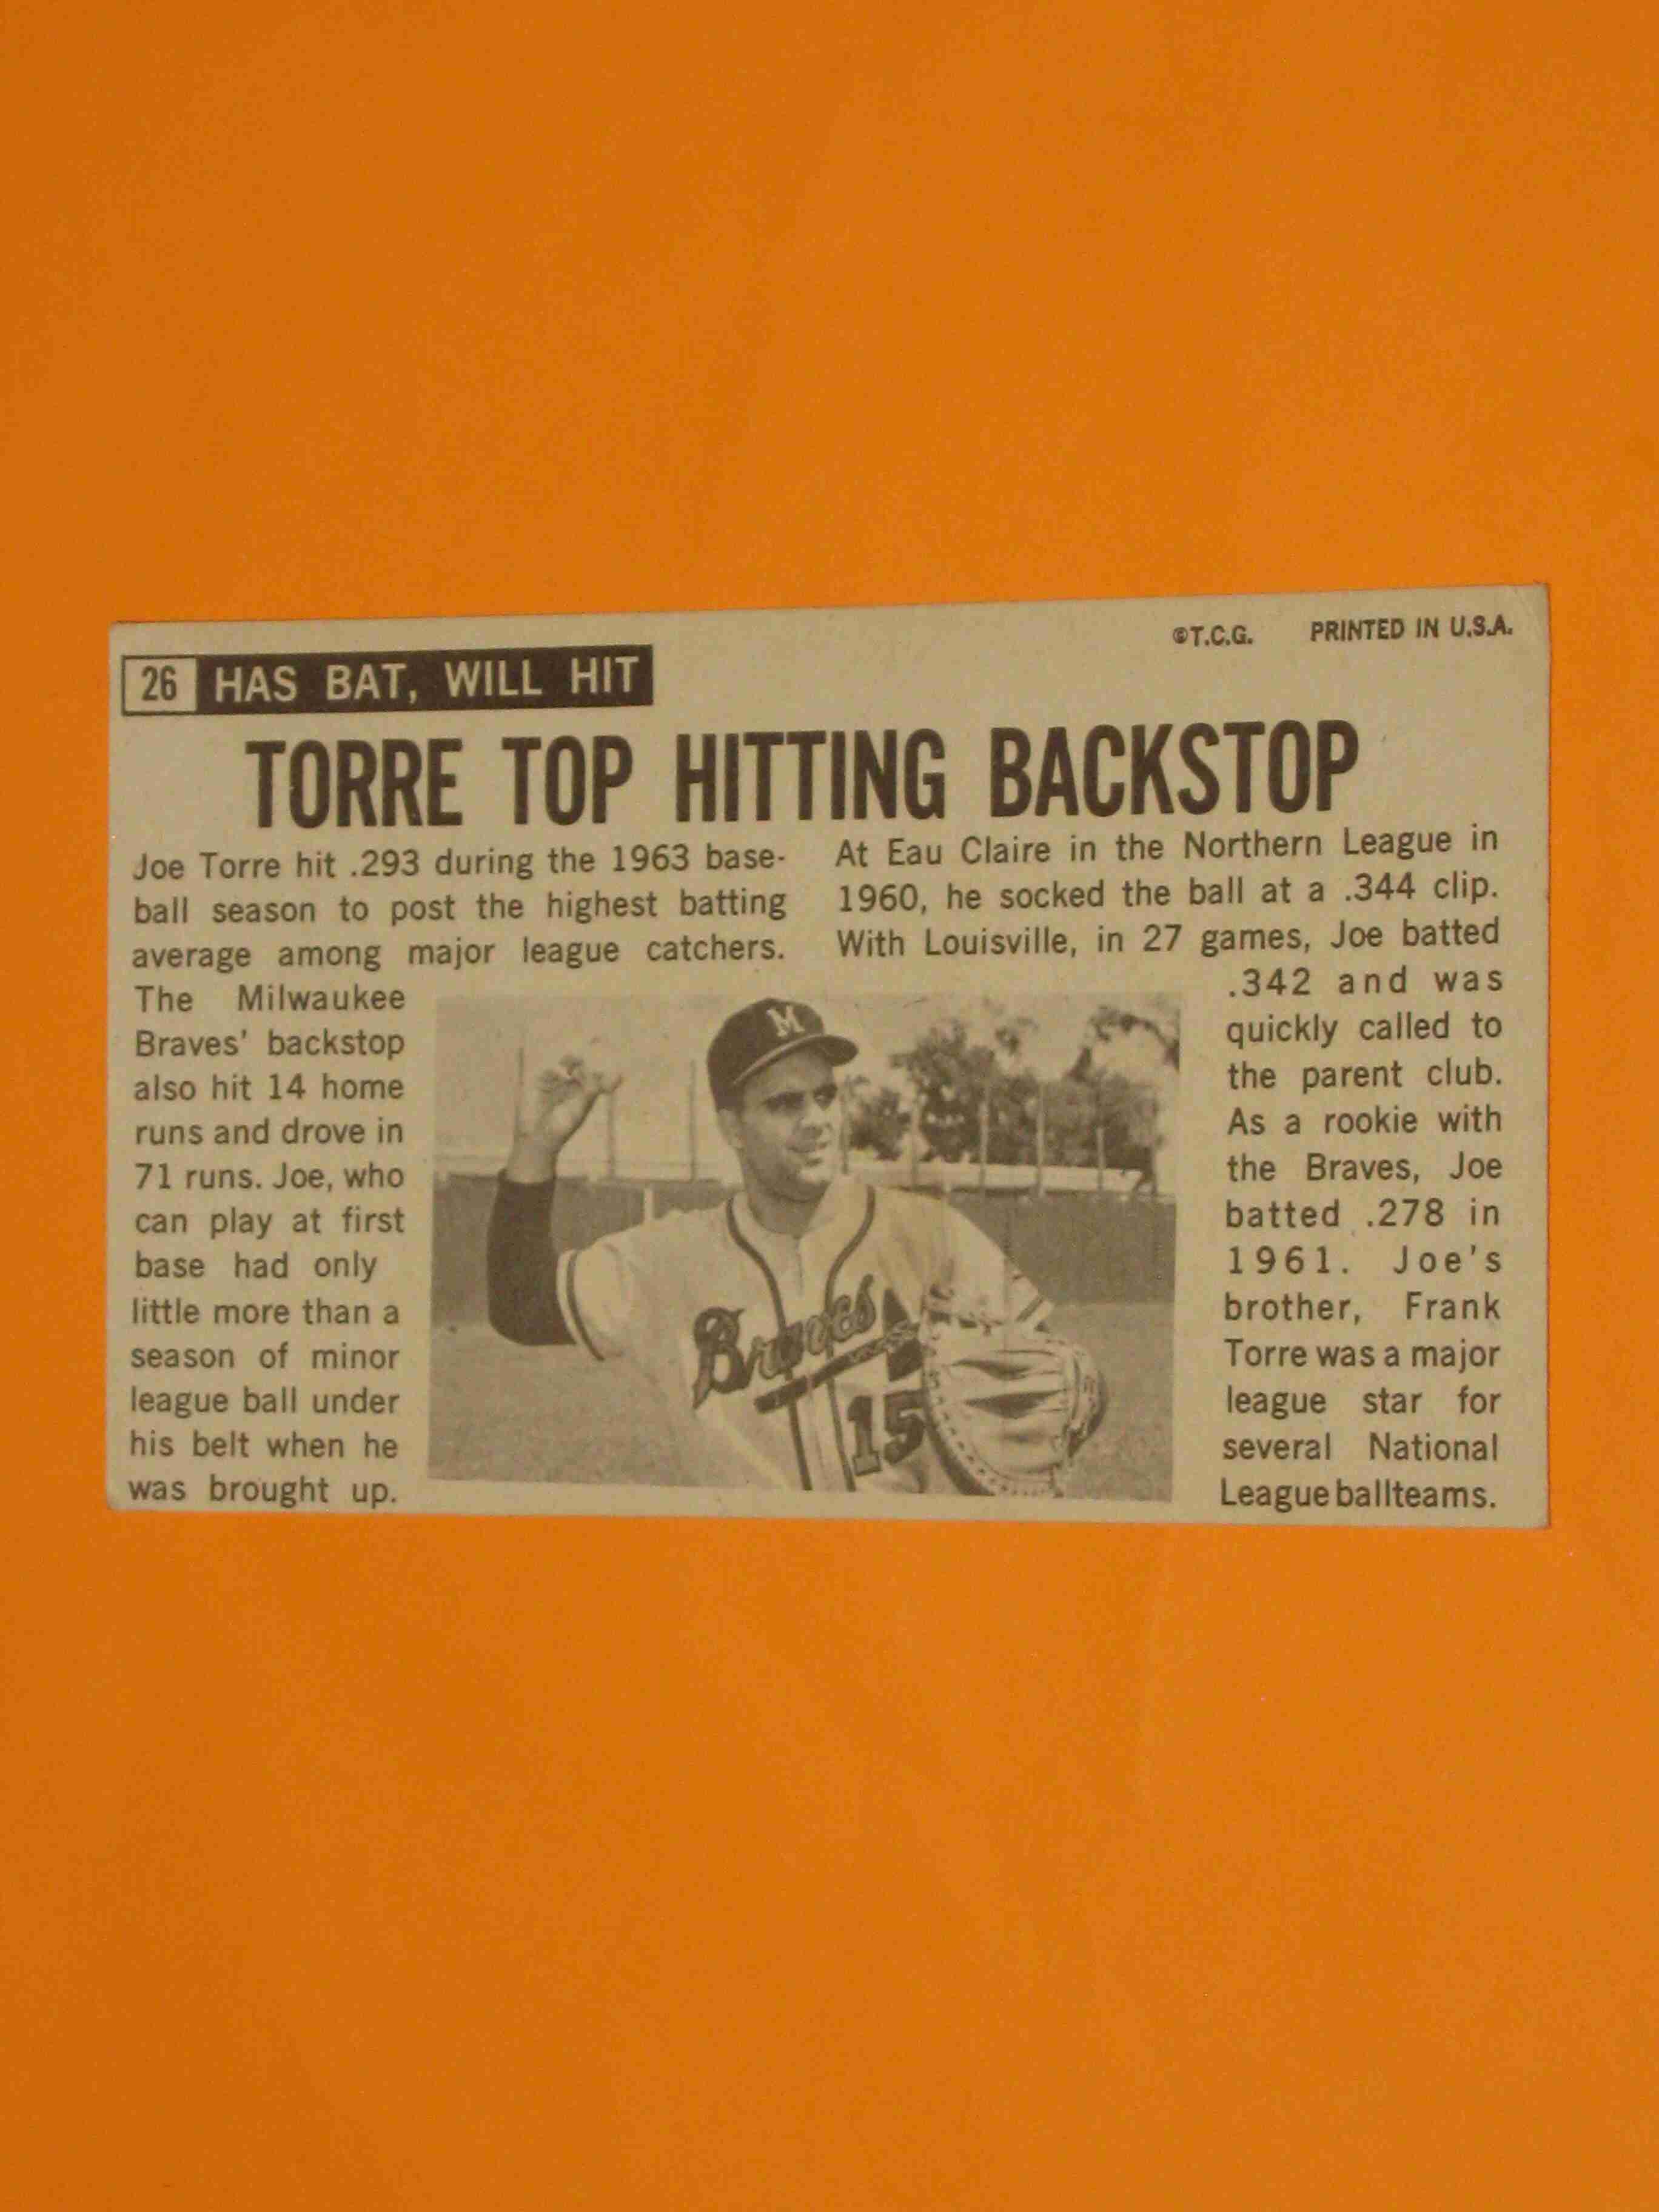 ©T.C.G. PRINTED IN U.S.A.
26 HAS BAT, WILL HIT
TORRE TOP HITTING BACKSTOP
Joe Torre hit .293 during the 1963 base-
ball season to post the highest batting
average among major league catchers.
The Milwaukee
Braves' backstop
also hit 14 home
runs and drove in
71 runs. Joe, who
can play at first
base had only
little more than a
season of minor
league ball under
his belt when he
was brought up.
At Eau Claire in the Northern League in
1960, he socked the ball at a .344 clip.
With Louisville, in 27 games, Joe batted
.342 and was
quickly called to
the parent club.
As a rookie with
the Braves, Joe
batted .278 in
1961. Joe's
brother, Frank
Torre was a major
league star for
several National
League ballteams.
M
Braves
15